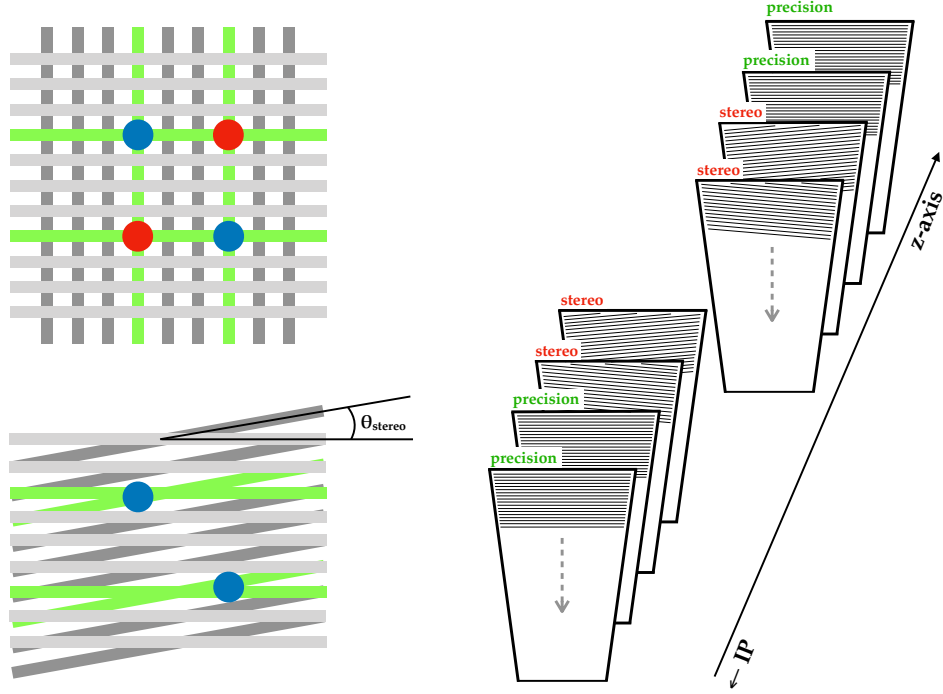 precision
precision
stereo
stereo
z-axis
stereo
stereo
precision
precision
θstereo
← IP